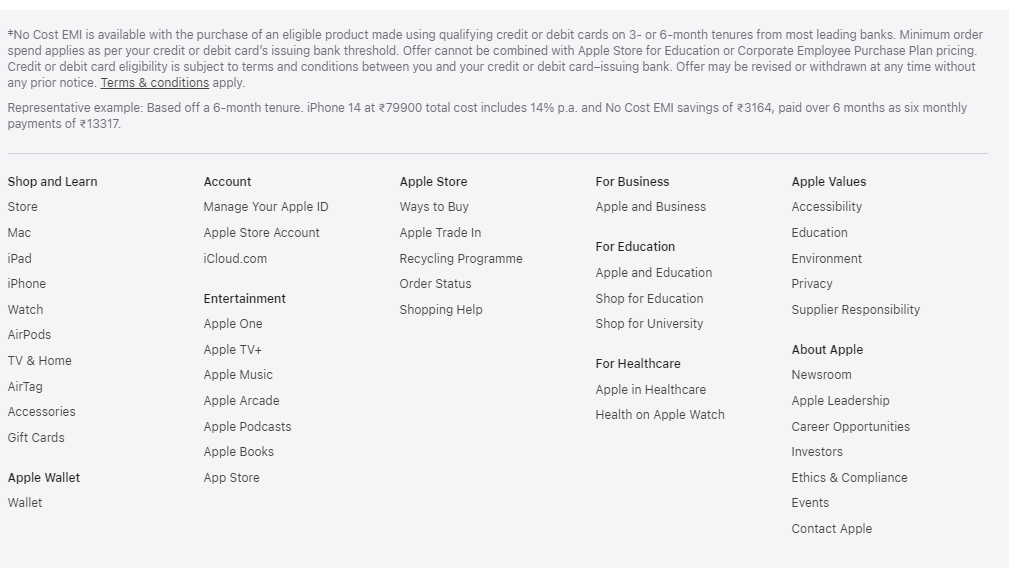 ‡No Cost EMI is available with the purchase of an eligible product made using qualifying credit or debit cards on 3- or 6-month tenures from most leading banks. Minimum order
spend applies as per your credit or debit card’s issuing bank threshold. Offer cannot be combined with Apple Store for Education or Corporate Employee Purchase Plan pricing.
Credit or debit card eligibility is subject to terms and conditions between you and your credit or debit card–issuing bank. Offer may be revised or withdrawn at any time without
any prior notice. Terms & conditions apply.
Representative example: Based off a 6-month tenure. iPhone 14 at ₹79900 total cost includes 14% p.a. and No Cost EMI savings of ₹3164, paid over 6 months as six monthly
payments of ₹13317.
Shop and Learn
Store
Mac
iPad
iPhone
Watch
AirPods
TV & Home
AirTag
Accessories
Gift Cards
Apple Wallet
Wallet
Account
Manage Your Apple ID
Apple Store Account
iCloud.com
Entertainment
Apple One
Apple TV+
Apple Music
Apple Arcade
Apple Podcasts
Apple Books
App Store
Apple Store
Ways to Buy
Apple Trade In
Recycling Programme
Order Status
Shopping Help
For Business
Apple and Business
For Education
Apple and Education
Shop for Education
Shop for University
For Healthcare
Apple in Healthcare
Health on Apple Watch
Apple Values
Accessibility
Education
Environment
Privacy
Supplier Responsibility
About Apple
Newsroom
Apple Leadership
Career Opportunities
Investors
Ethics & Compliance
Events
Contact Apple